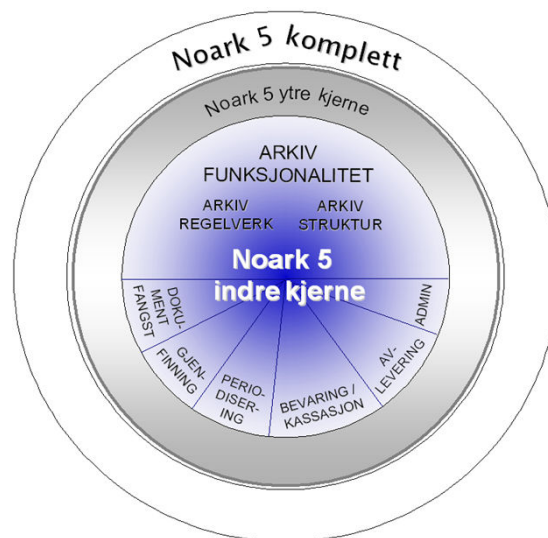 Noark 5 komplett
Noark 5 ytre kjerne
ARKIV
FUNKSJONALITET
ARKIV
REGELVERK
ARKIV
STRUKTUR
Noark 5
indre kjerne
DOKU-
MENT
FANGST
GJEN-
FINNING
PERIO-
DISER-
ING
BEVARING /
KASSASJON
AV-
LEVERING
ADMIN